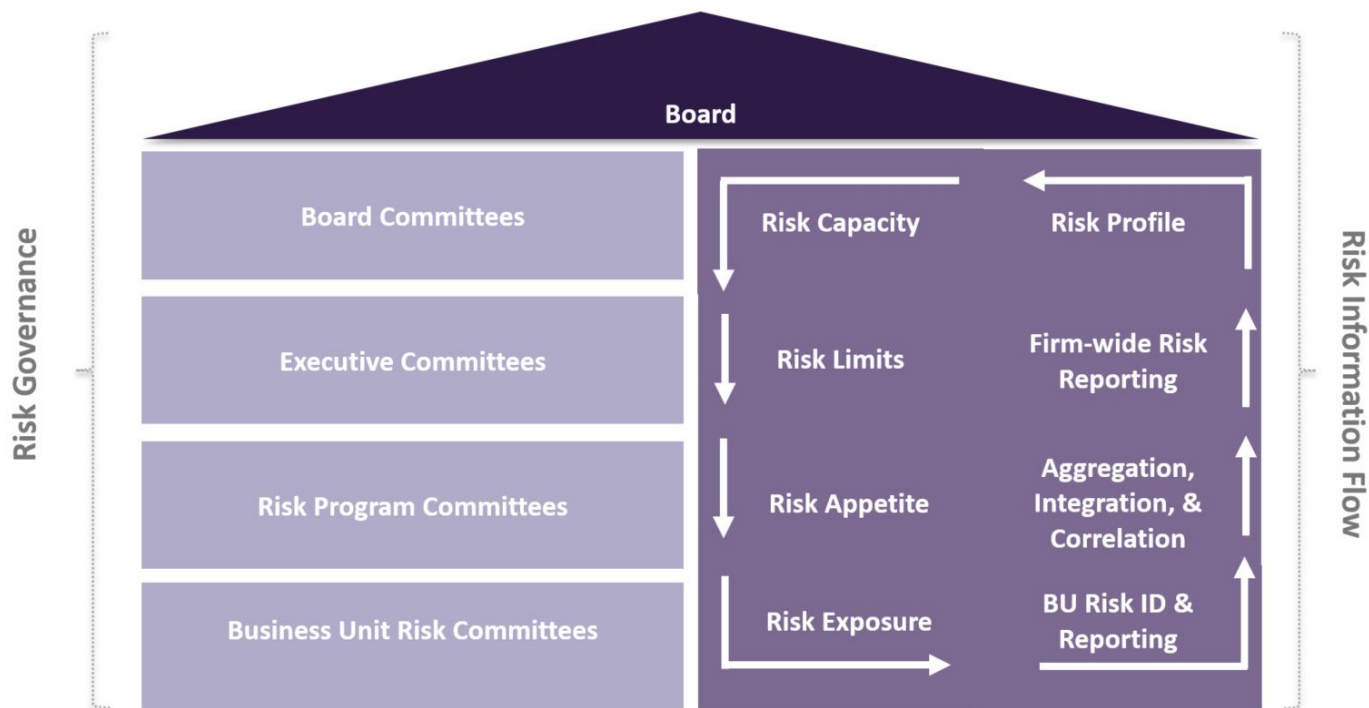 Board
Risk Governance
Board Committees
Executive Committees
Risk Program Committees
Business Unit Risk Committees
Risk Capacity
Risk Profile
Risk Limits
Firm-wide Risk
Reporting
Risk Appetite
Aggregation,
Integration, &
Correlation
Risk Exposure
BU Risk ID &
Reporting
Risk Information Flow